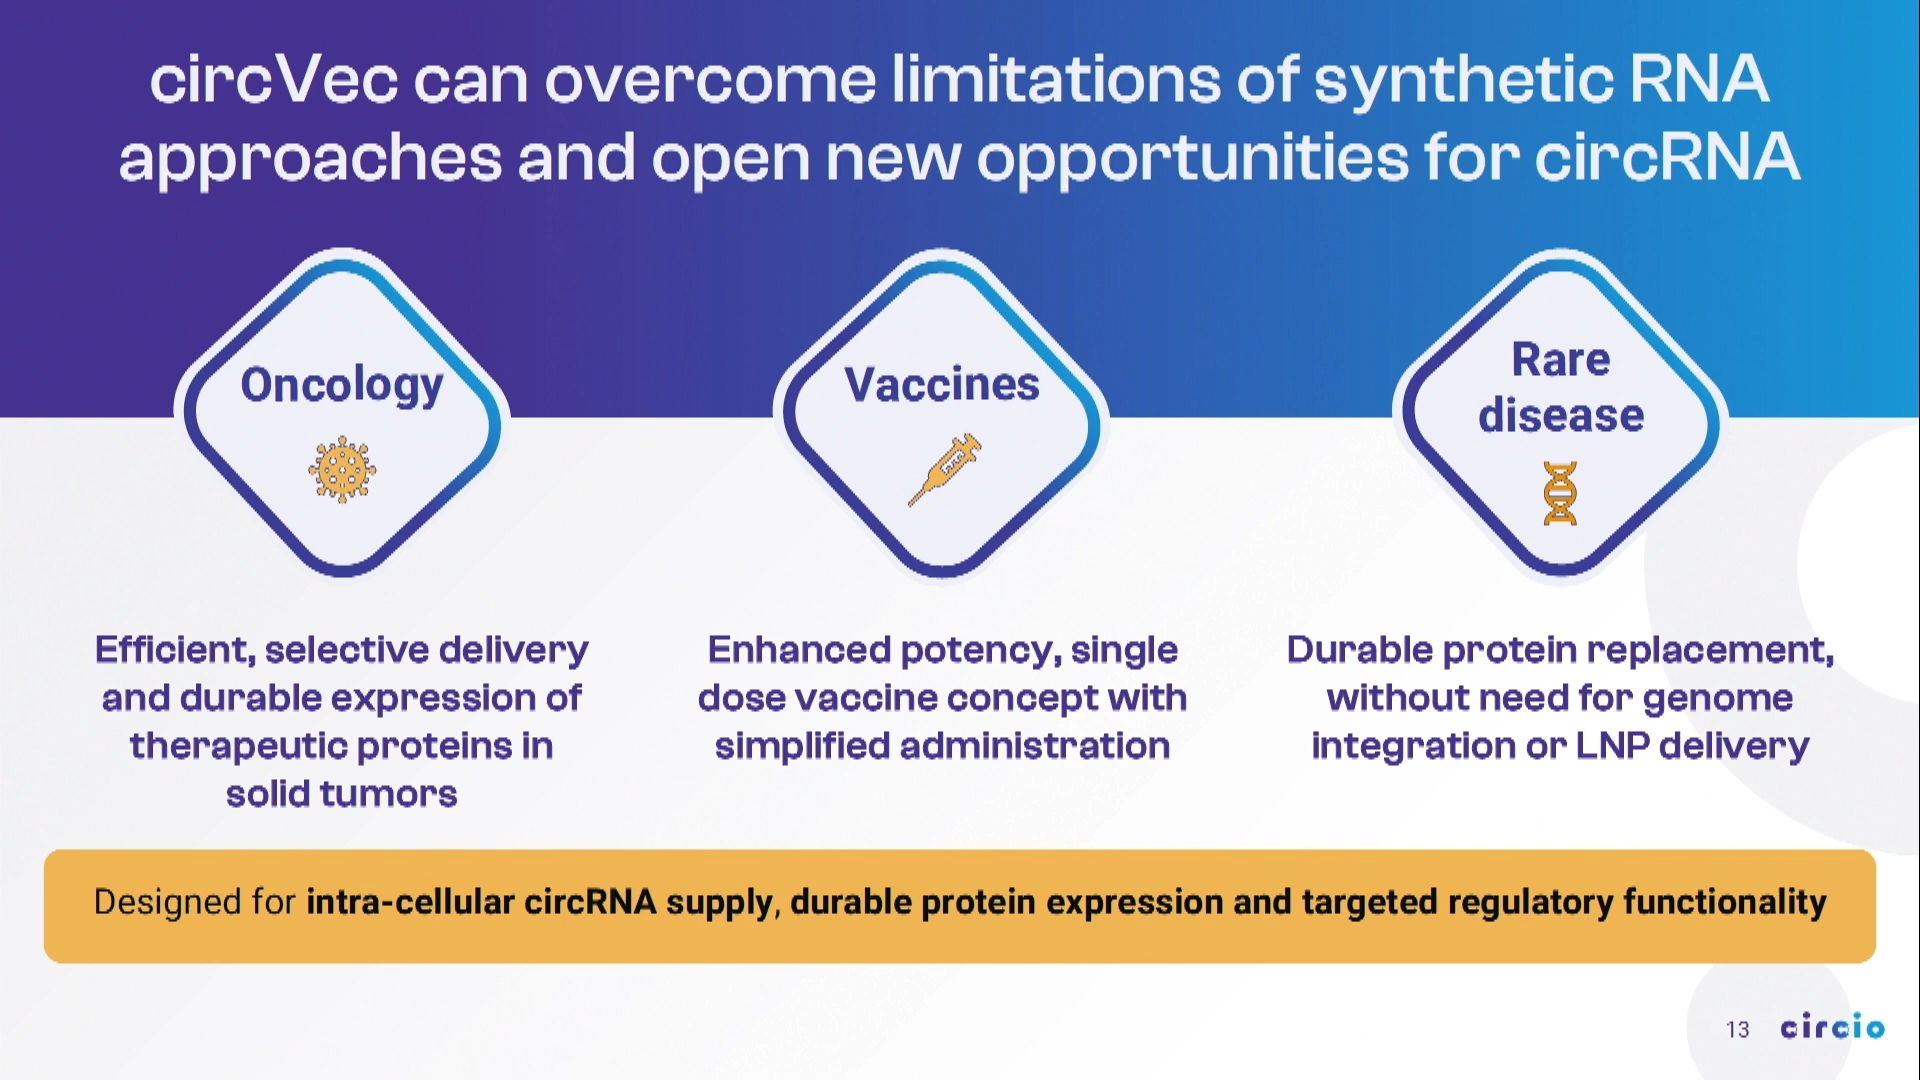 circVec can overcome limitations of synthetic RNA
approaches and open new opportunities for circRNA
Oncology
Vaccines
Rare
disease
Efficient, selective delivery
and durable expression of
therapeutic proteins in
solid tumors
Enhanced potency, single
dose vaccine concept with
simplified administration
Durable protein replacement,
without need for genome
integration or LNP delivery
Designed for intra-cellular circRNA supply, durable protein expression and targeted regulatory functionality
13 circio